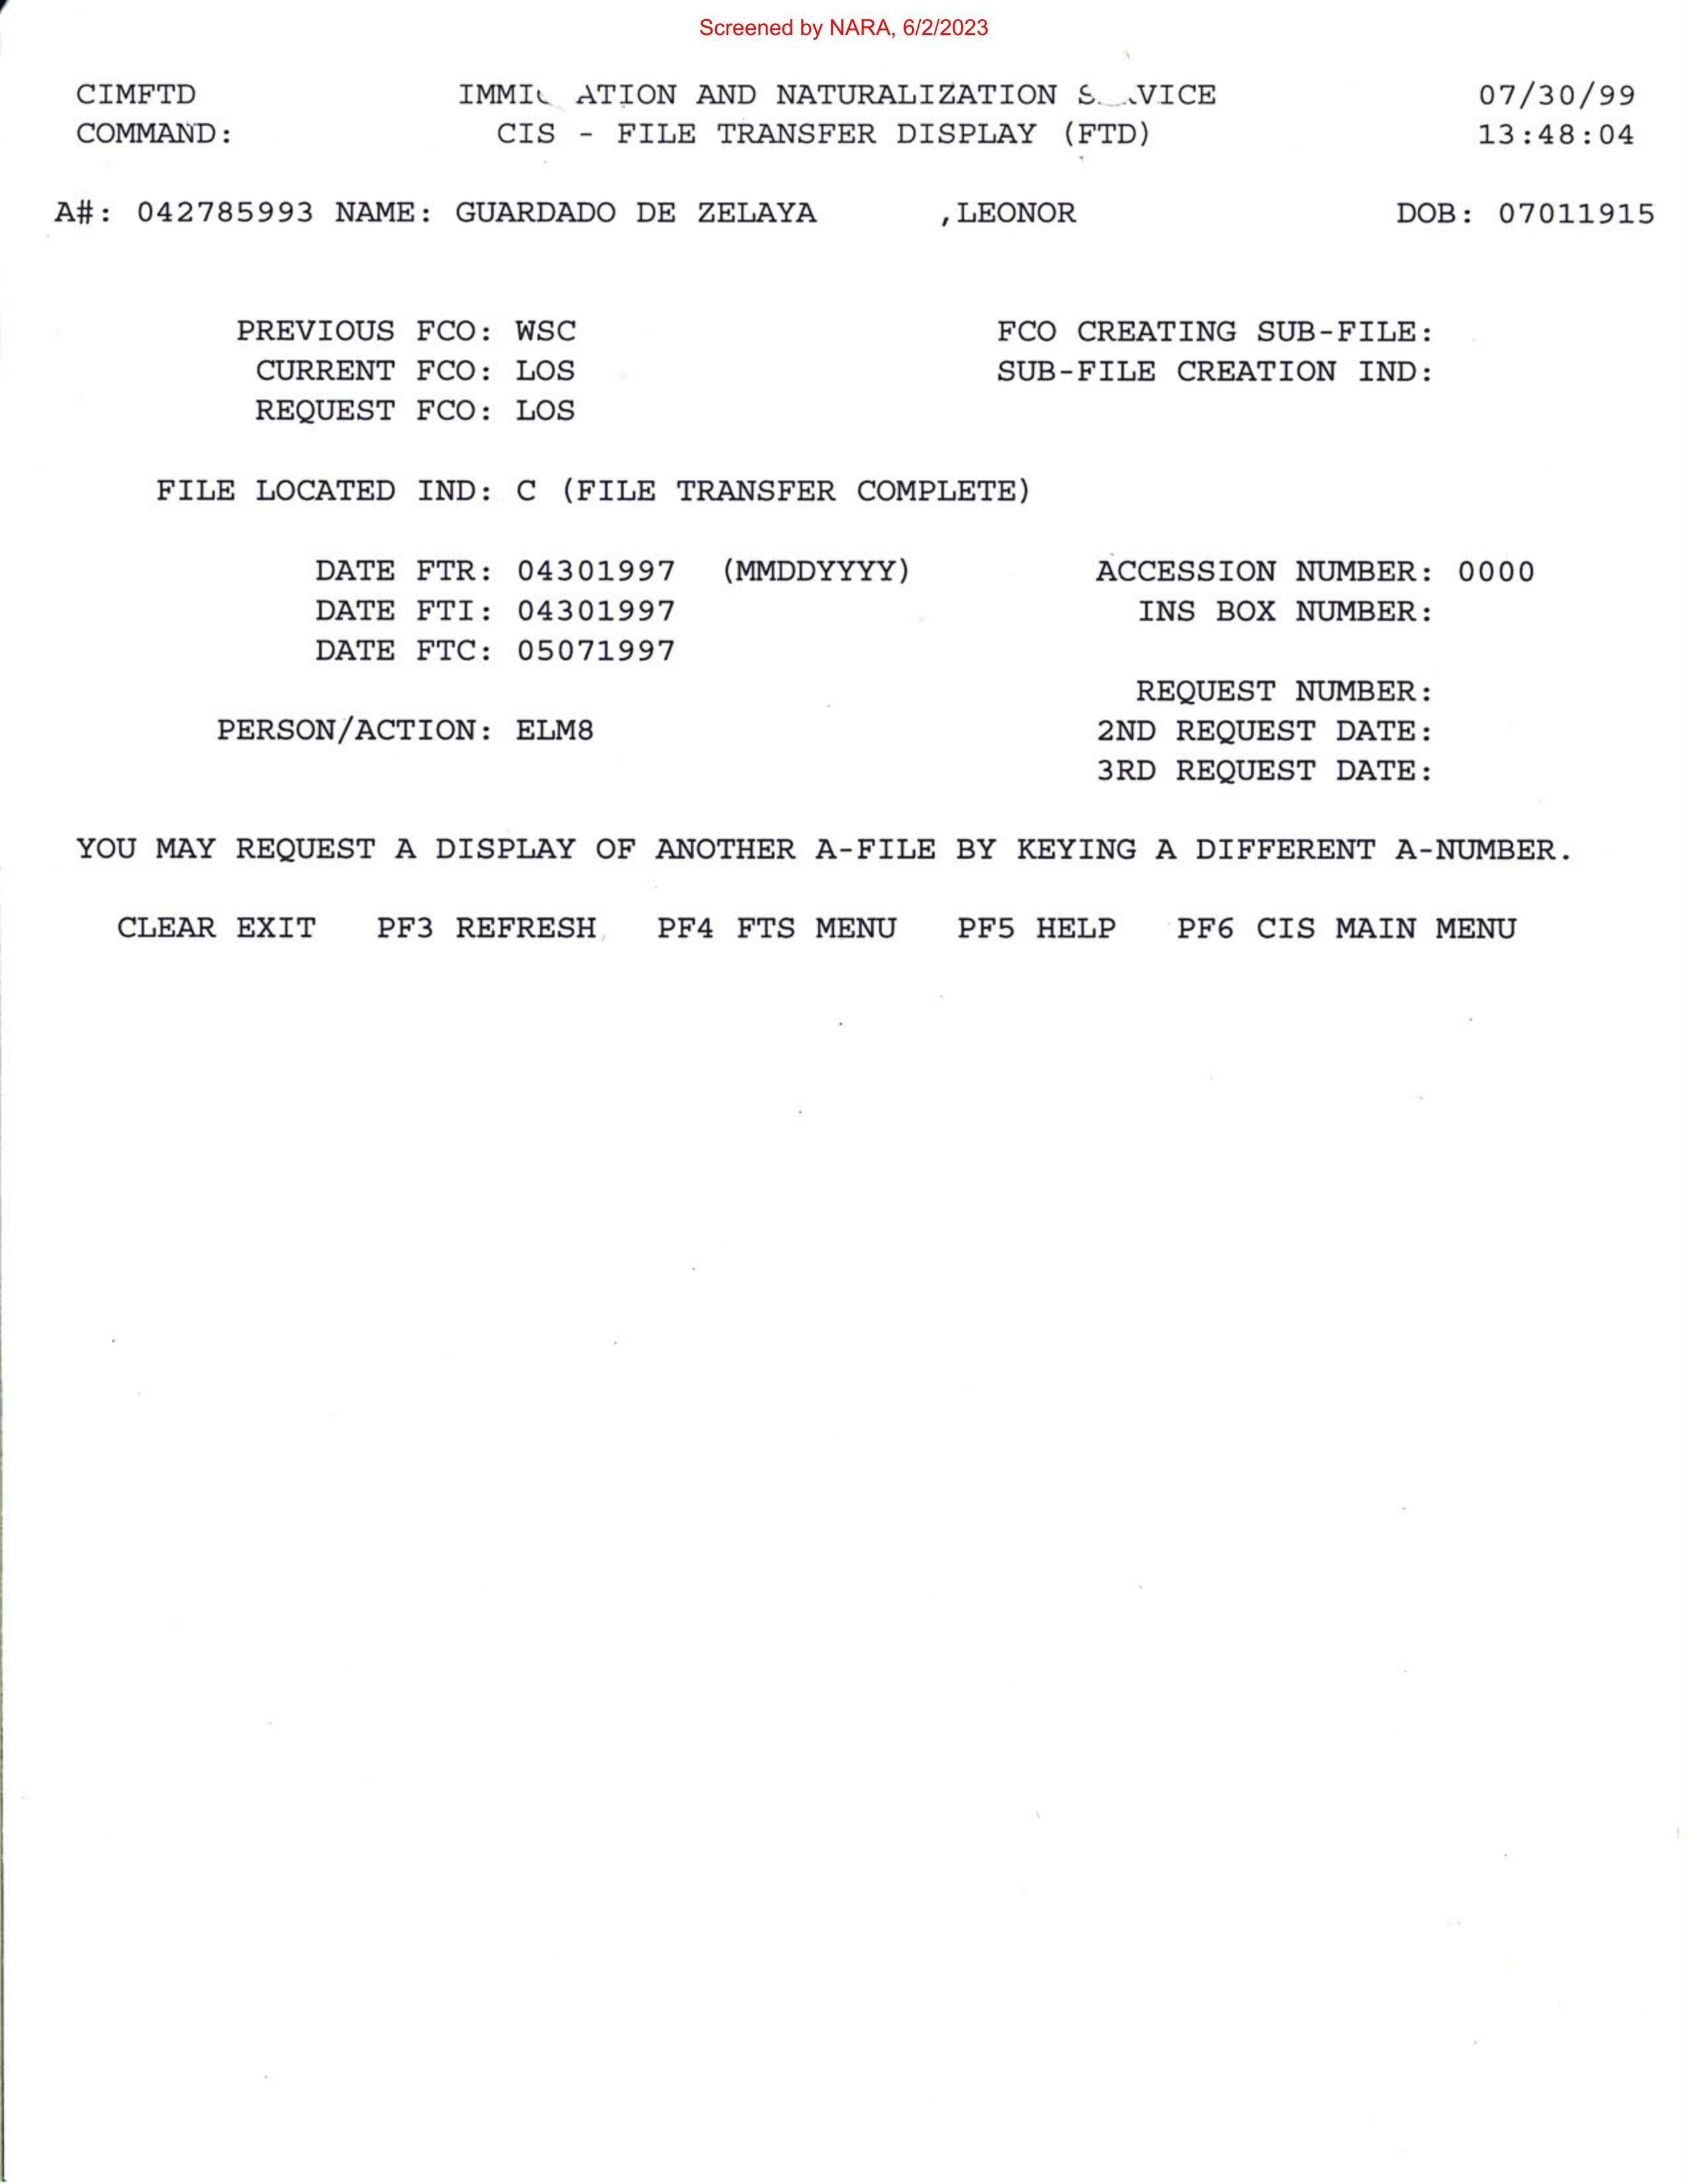 Screened by NARA, 6/2/2023
CIMFTD IMMI ATION AND NATURALIZATION S VICE 07/30/99
COMMAND: CIS - FILE TRANSFER DISPLAY (FTD) 13:48:04
A#: 042785993 NAME: GUARDADO DE ZELAYA ,LEONOR DOB: 07011915
PREVIOUS FCO: WSC FCO CREATING SUB-FILE:
CURRENT FCO: LOS SUB-FILE CREATION IND:
REQUEST FCO: LOS
FILE LOCATED IND: C (FILE TRANSFER COMPLETE)
DATE FTR: 04301997 (MMDDYYYY) ACCESSION NUMBER: 0000
DATE FTI: 04301997 INS BOX NUMBER:
DATE FTC: 05071997
REQUEST NUMBER:
PERSON/ACTION: ELM8 2ND REQUEST DATE:
3RD REQUEST DATE:
YOU MAY REQUEST A DISPLAY OF ANOTHER A-FILE BY KEYING A DIFFERENT A-NUMBER.
CLEAR EXIT PF3 REFRESH PF4 FTS MENU PF5 HELP PF6 CIS MAIN MENU